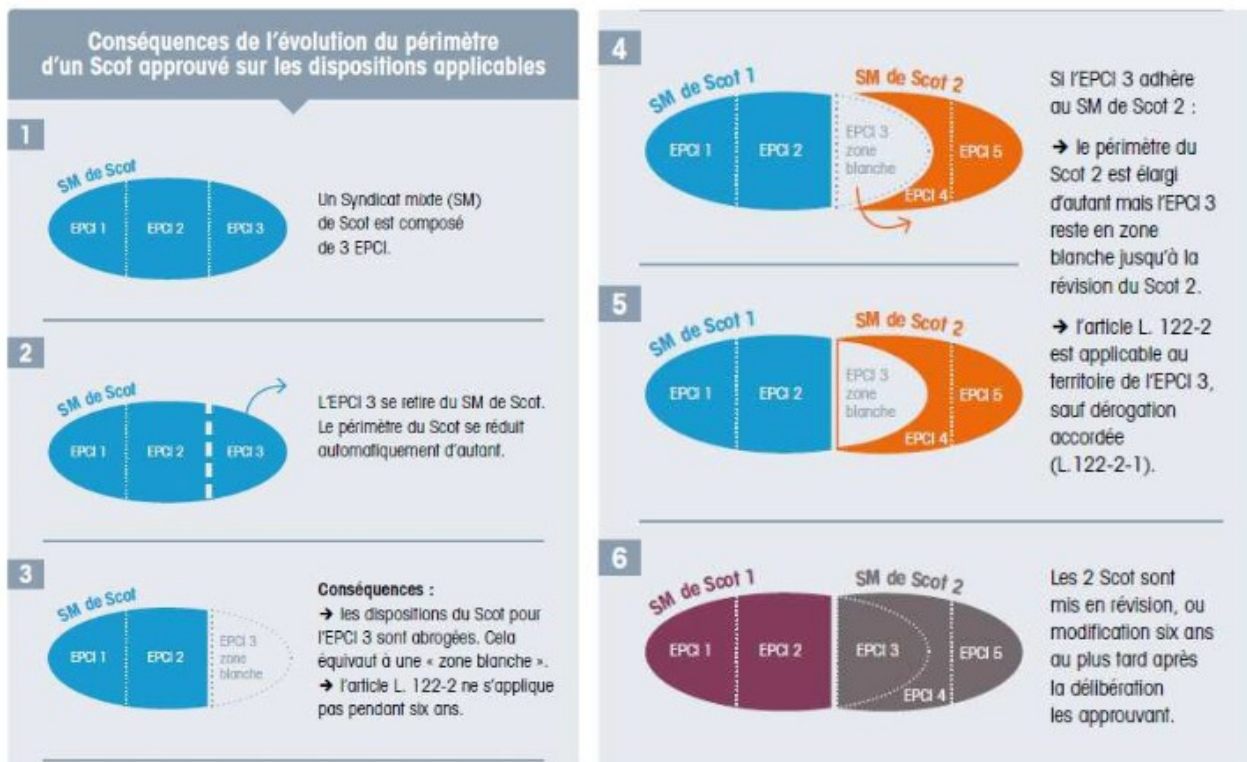 Conséquences de l'évolution du périmètre
d'un Scot approuvé sur les dispositions applicables
1
SM de Scot
EPCI 1
EPCI 2
EPCI 3
Un Syndicat mixte (SM)
de Scot est composé
de 3 EPCI.
2
SM de Scot
EPCI 1
EPCI 2
EPCI 3
L'EPCI 3 se retire du SM de Scot.
Le périmètre du Scot se réduit
automatiquement d'autant.
3
SM de Scot
EPCI 1
EPCI 2
EPCI 3
zone
blanche
Conséquences :
→ les dispositions du Scot pour
l'EPCI 3 sont abrogées. Cela
équivaut à une « zone blanche ».
→ l'article L. 122-2 ne s'applique
pas pendant six ans.
4
SM de Scot 1
SM de Scot 2
EPCI 1
EPCI 2
EPCI 3
zone
blanche
EPCI 4
EPCI 5
Si l'EPCI 3 adhère
au SM de Scot 2 :
→ le périmètre du
Scot 2 est élargi
d'autant mais l'EPCI 3
reste en zone
blanche jusqu'à la
révision du Scot 2.
→ l'article L. 122-2
est applicable au
territoire de l'EPCI 3,
sauf dérogation
accordée
(L.122-2-1).
5
SM de Scot 1
SM de Scot 2
EPCI 1
EPCI 2
EPCI 3
zone
blanche
EPCI 4
EPCI 5
6
SM de Scot 1
SM de Scot 2
EPCI 1
EPCI 2
EPCI 3
EPCI 4
EPCI 5
Les 2 Scot sont
mis en révision, ou
modification six ans
au plus tard après
la délibération
les approuvant.